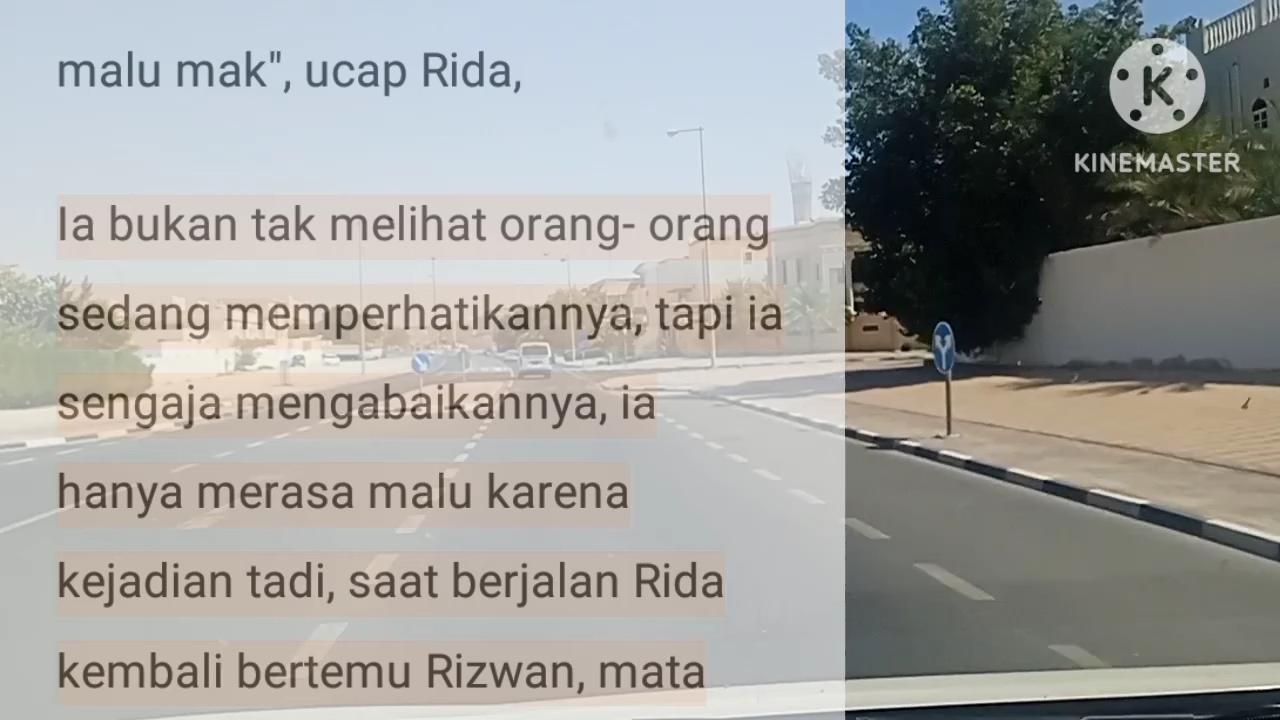 malu mak", ucap Rida,
Ia bukan tak melihat orang- orang
sedang memperhatikannya, tapi ia
sengaja mengabaikannya, ia
hanya merasa malu karena
kejadian tadi, saat berjalan Rida
kembali bertemu Rizwan, mata
K
KINEMASTER